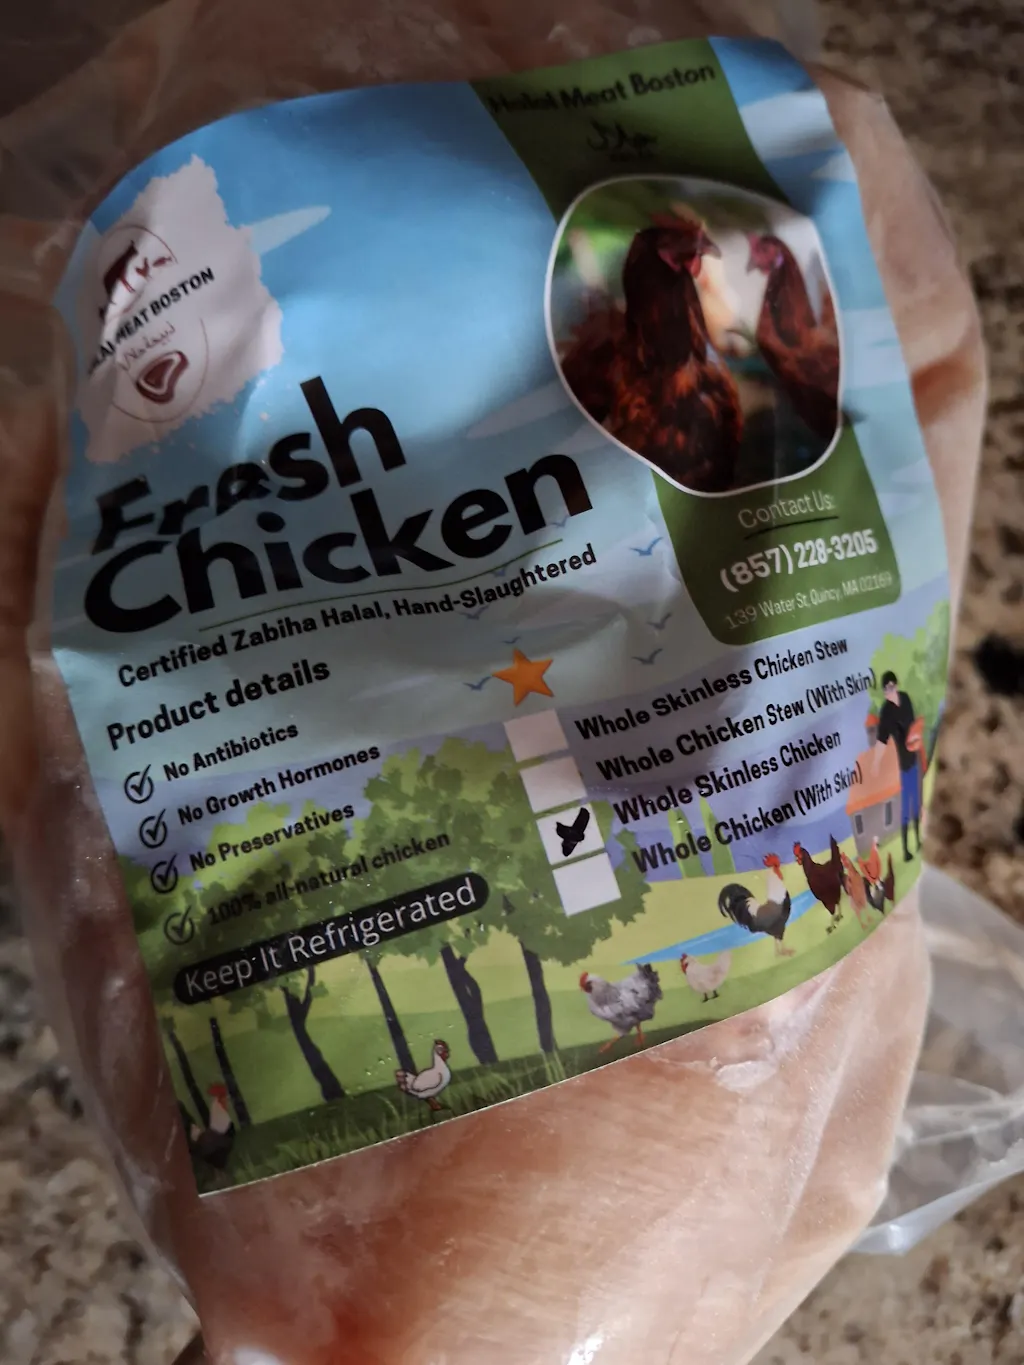 Halal Meat Boston
حلال
MEAT BOSTON
Fresh
Chicken
Certified Zabiha Halal, Hand-Slaughtered
Product details
No Antibiotics
No Growth Hormones
No Preservatives
100% all-natural chicken
Keep It Refrigerated
Contact Us:
(857) 228-3205
139 Water St, Quincy, MA 02169
Whole Skinless Chicken Stew
Whole Chicken Stew (With Skin)
Whole Skinless Chicken
Whole Chicken (With Skin)